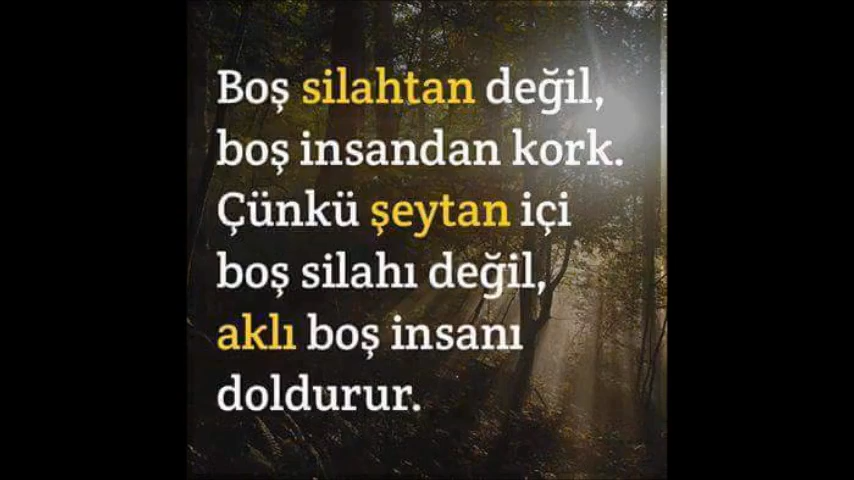 Boş silahtan değil,
boş insandan kork.
Çünkü şeytan içi
boş silahı değil,
aklı boş insanı
doldurur.